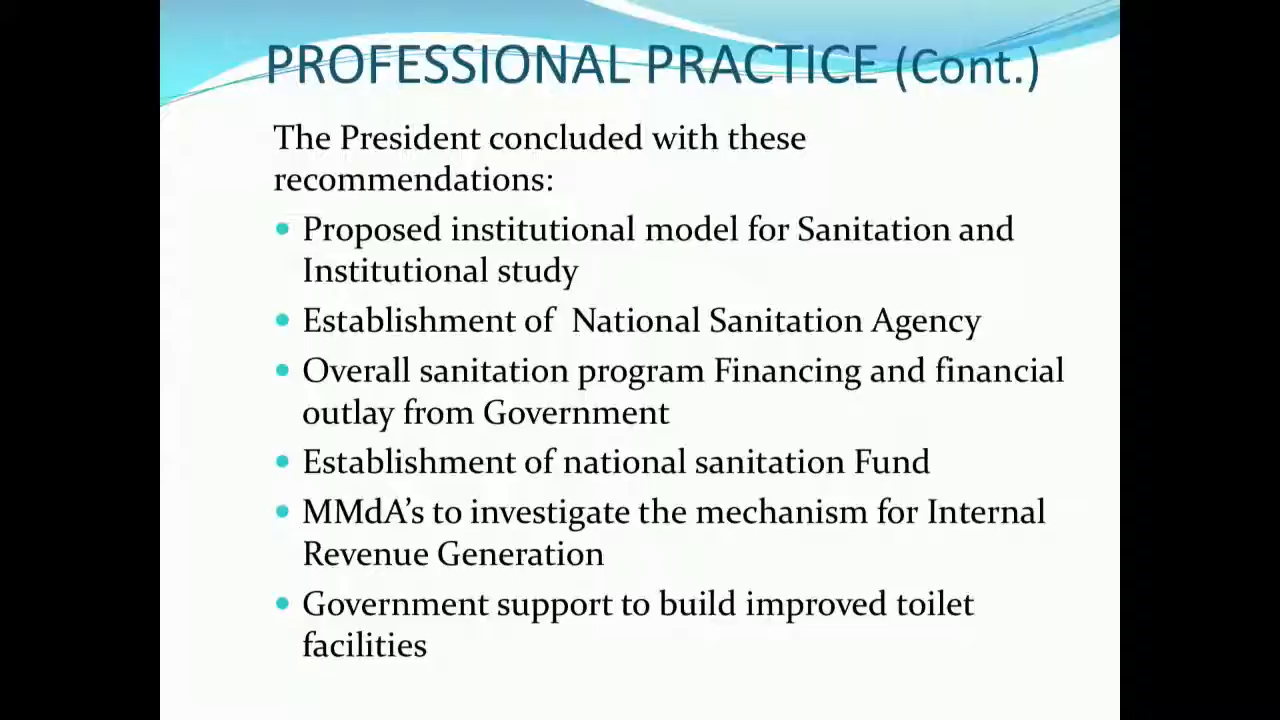 PROFESSIONAL PRACTICE (Cont.)
The President concluded with these
recommendations:
• Proposed institutional model for Sanitation and
Institutional study
• Establishment of  National Sanitation Agency
• Overall sanitation program Financing and financial
outlay from Government
• Establishment of national sanitation Fund
• MMdA’s to investigate the mechanism for Internal
Revenue Generation
• Government support to build improved toilet
facilities